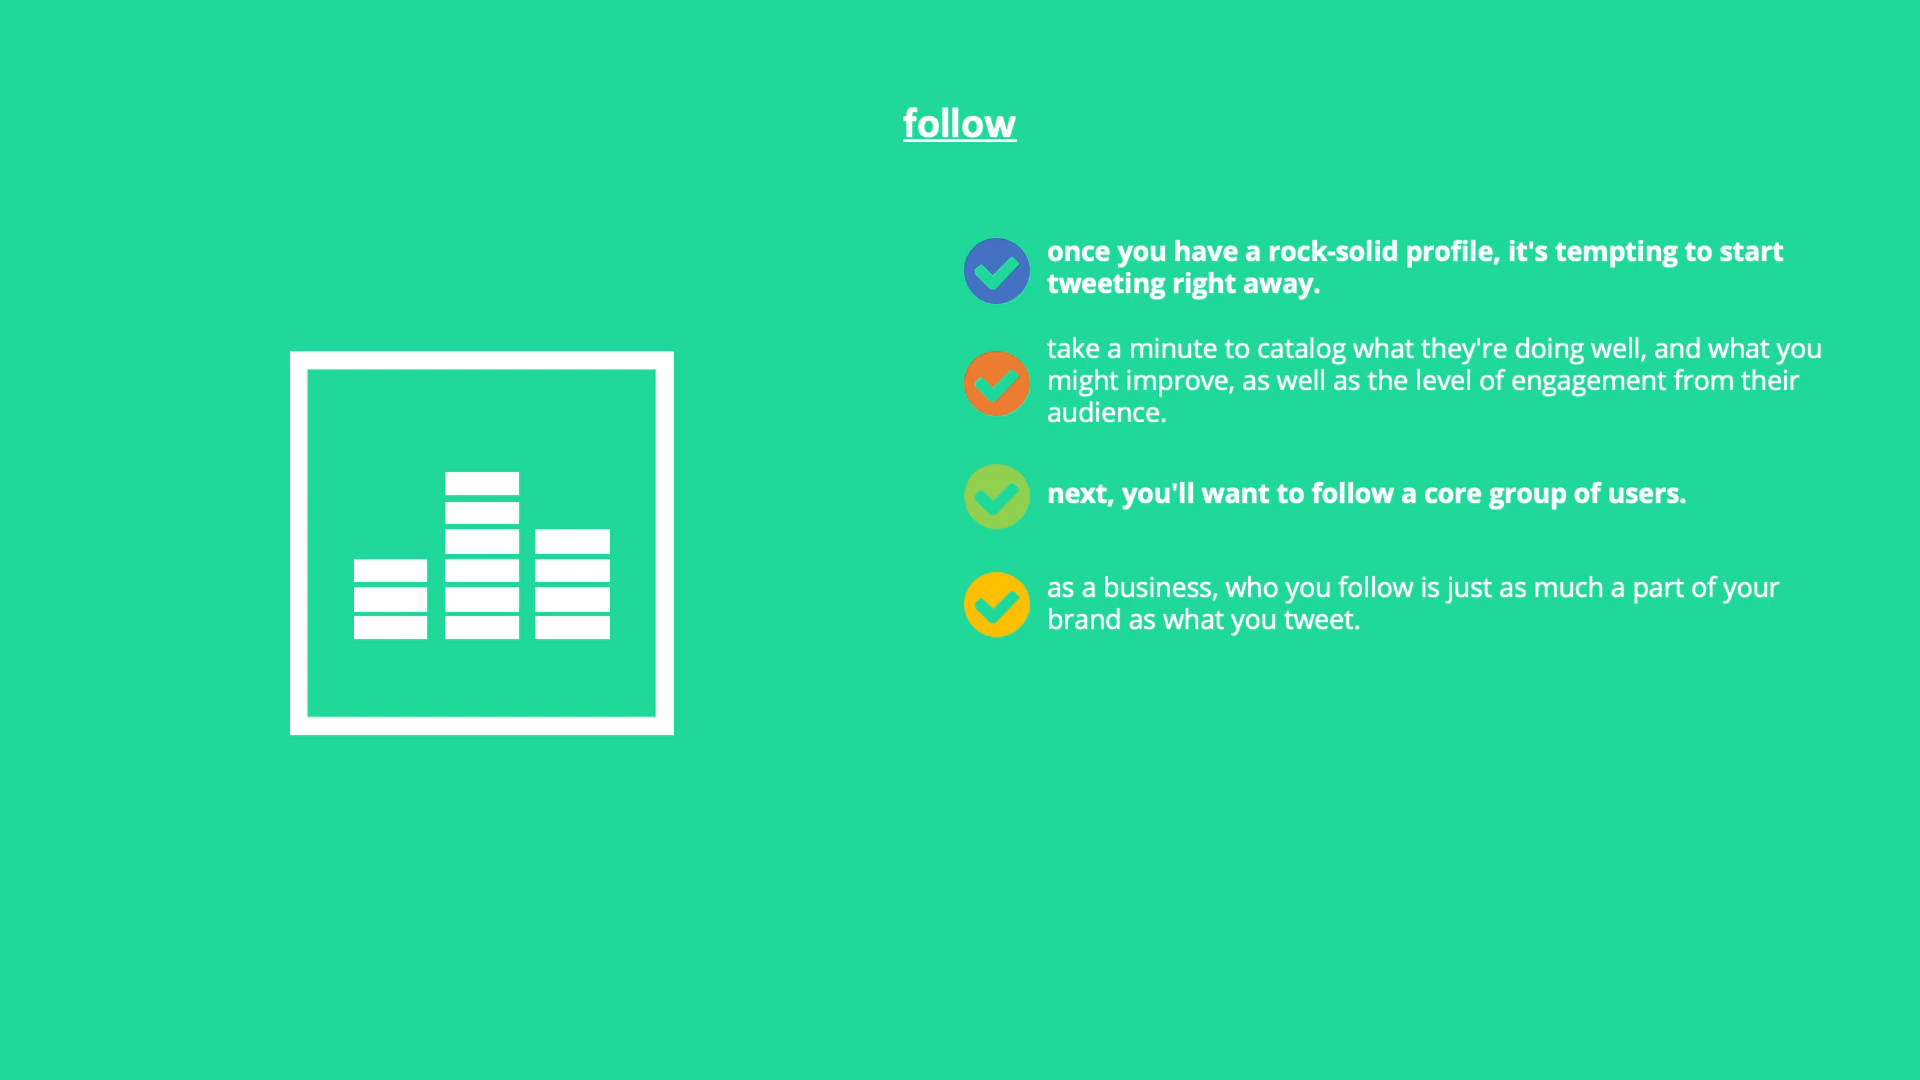 follow
once you have a rock-solid profile, it's tempting to start
tweeting right away.
take a minute to catalog what they're doing well, and what you
might improve, as well as the level of engagement from their
audience.
next, you'll want to follow a core group of users.
as a business, who you follow is just as much a part of your
brand as what you tweet.